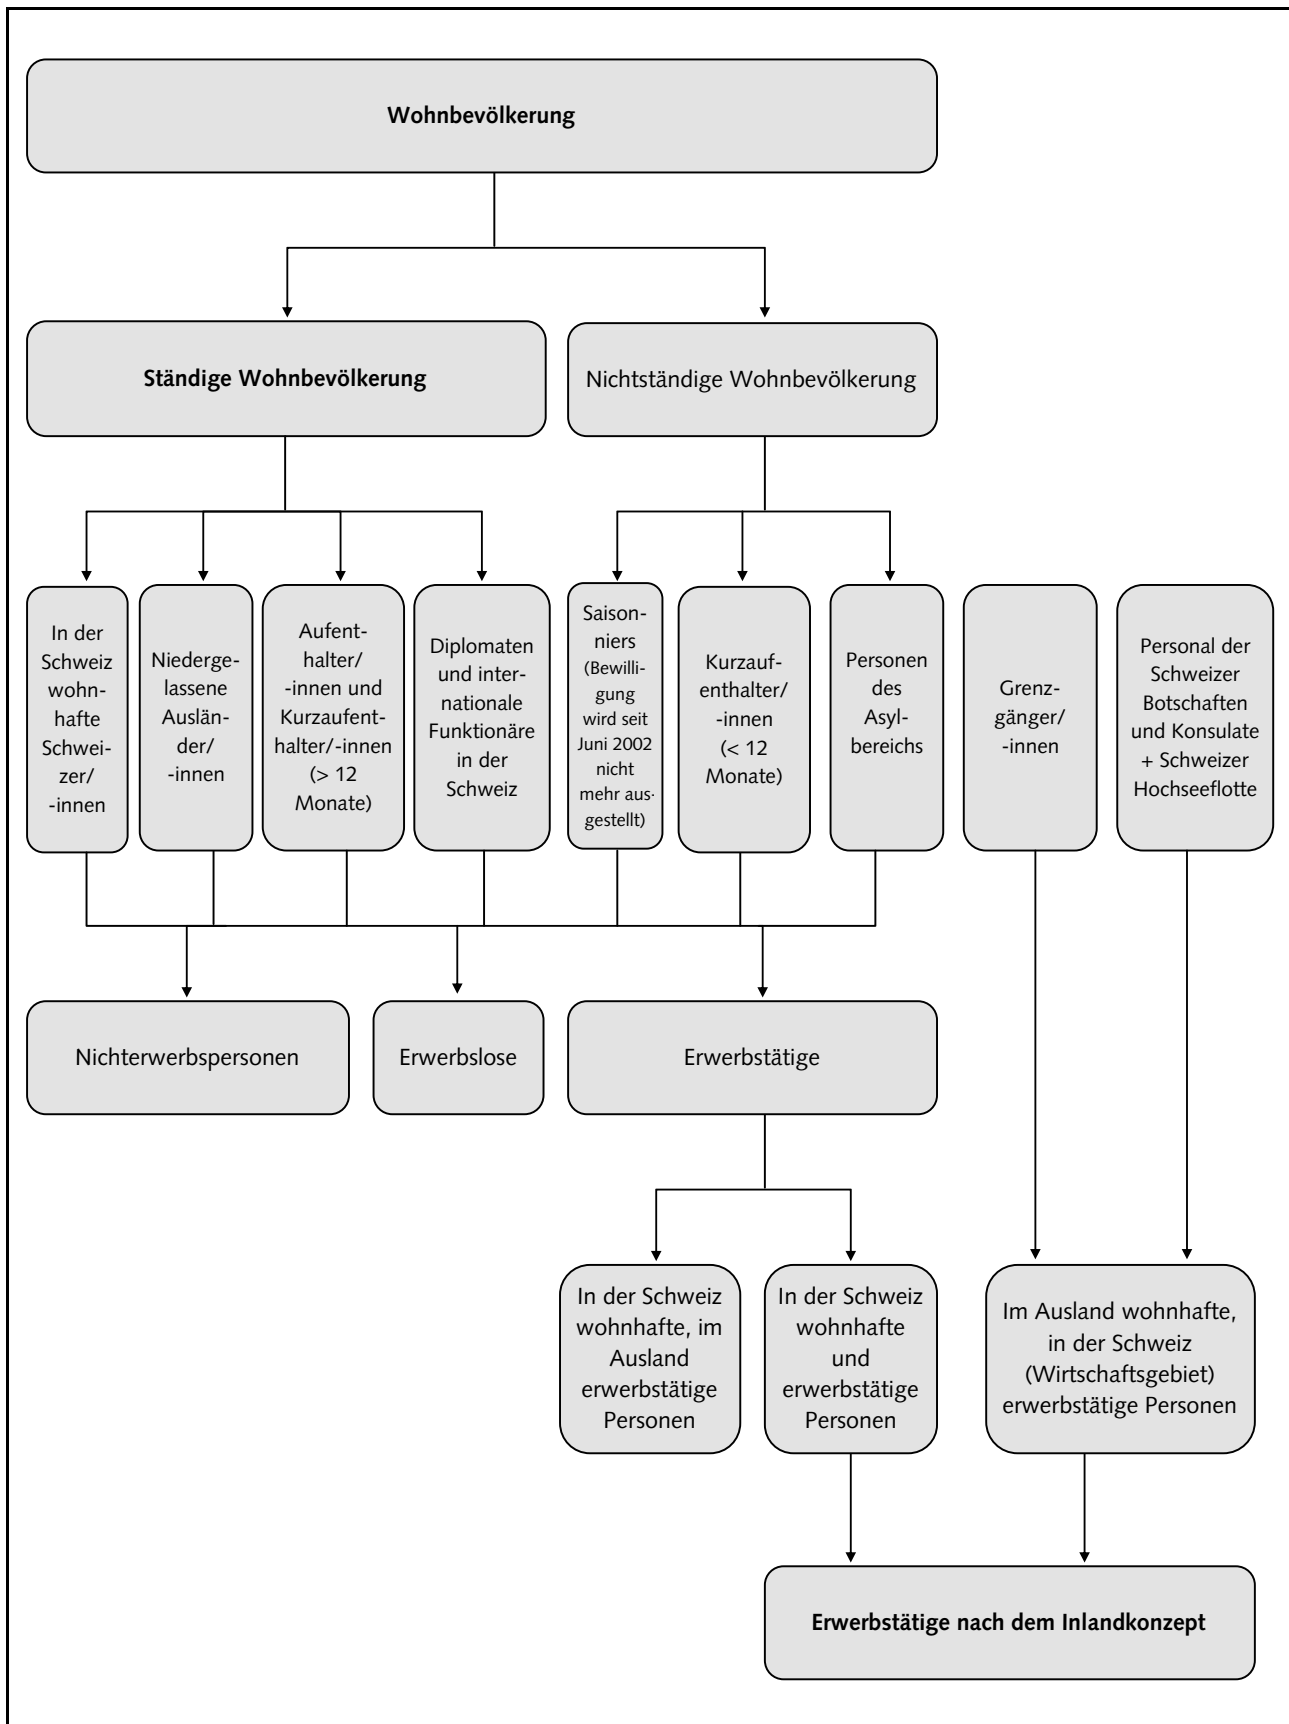 Wohnbevölkerung
Ständige Wohnbevölkerung
Nichtständige Wohnbevölkerung
In der
Schweiz
wohn-
hafte
Schwei-
zer/
-innen
Niederge-
lassene
Auslän-
der/
-innen
Aufent-
halter/
-innen und
Kurzaufent-
halter/-innen
(> 12
Monate)
Diplomaten
und inter-
nationale
Funktionäre
in der
Schweiz
Saison-
niers
(Bewilli-
gung
wird seit
Juni 2002
nicht
mehr aus-
gestellt)
Kurzauf-
enthalter/
-innen
(< 12
Monate)
Personen
des
Asyl-
bereichs
Grenz-
gänger/
-innen
Personal der
Schweizer
Botschaften
und Konsulate
+ Schweizer
Hochseeflotte
Nichterwerbspersonen
Erwerbslose
Erwerbstätige
In der Schweiz
wohnhafte, im
Ausland
erwerbstätige
Personen
In der Schweiz
wohnhafte
und
erwerbstätige
Personen
Im Ausland wohnhafte,
in der Schweiz
(Wirtschaftsgebiet)
erwerbstätige Personen
Erwerbstätige nach dem Inlandkonzept